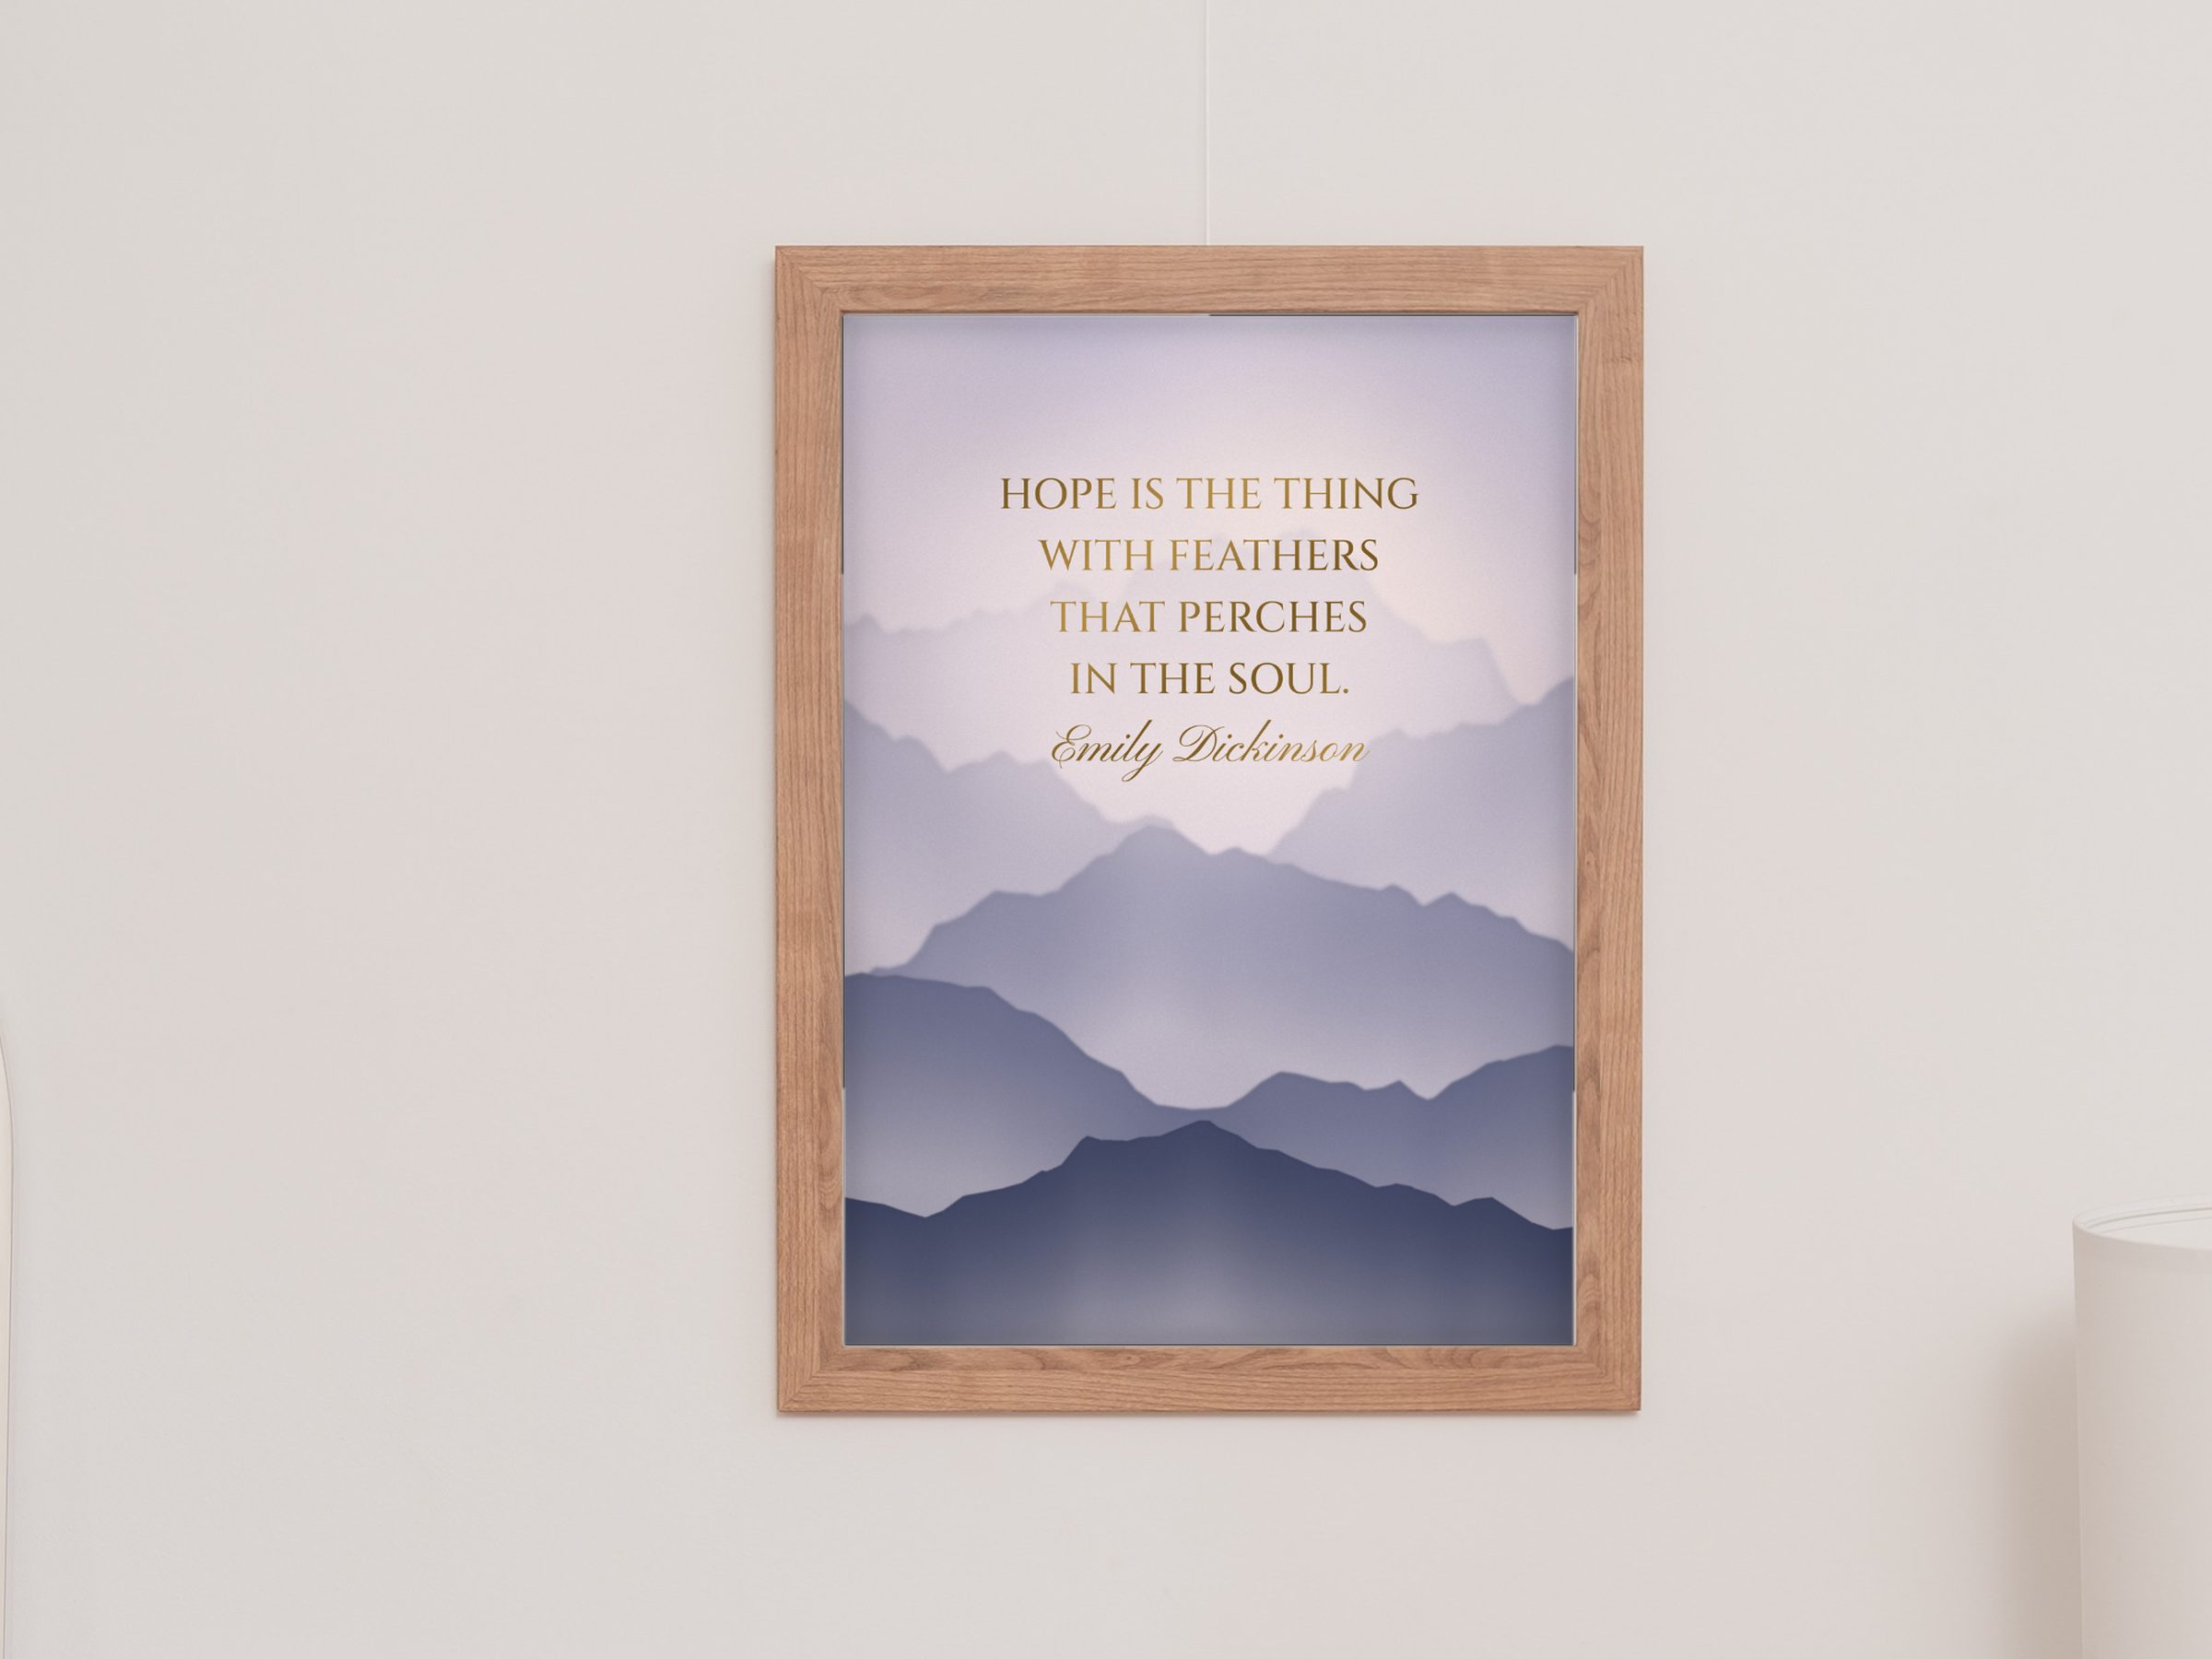 HOPE IS THE THING
WITH FEATHERS
THAT PERCHES
IN THE SOUL.
Emily Dickinson